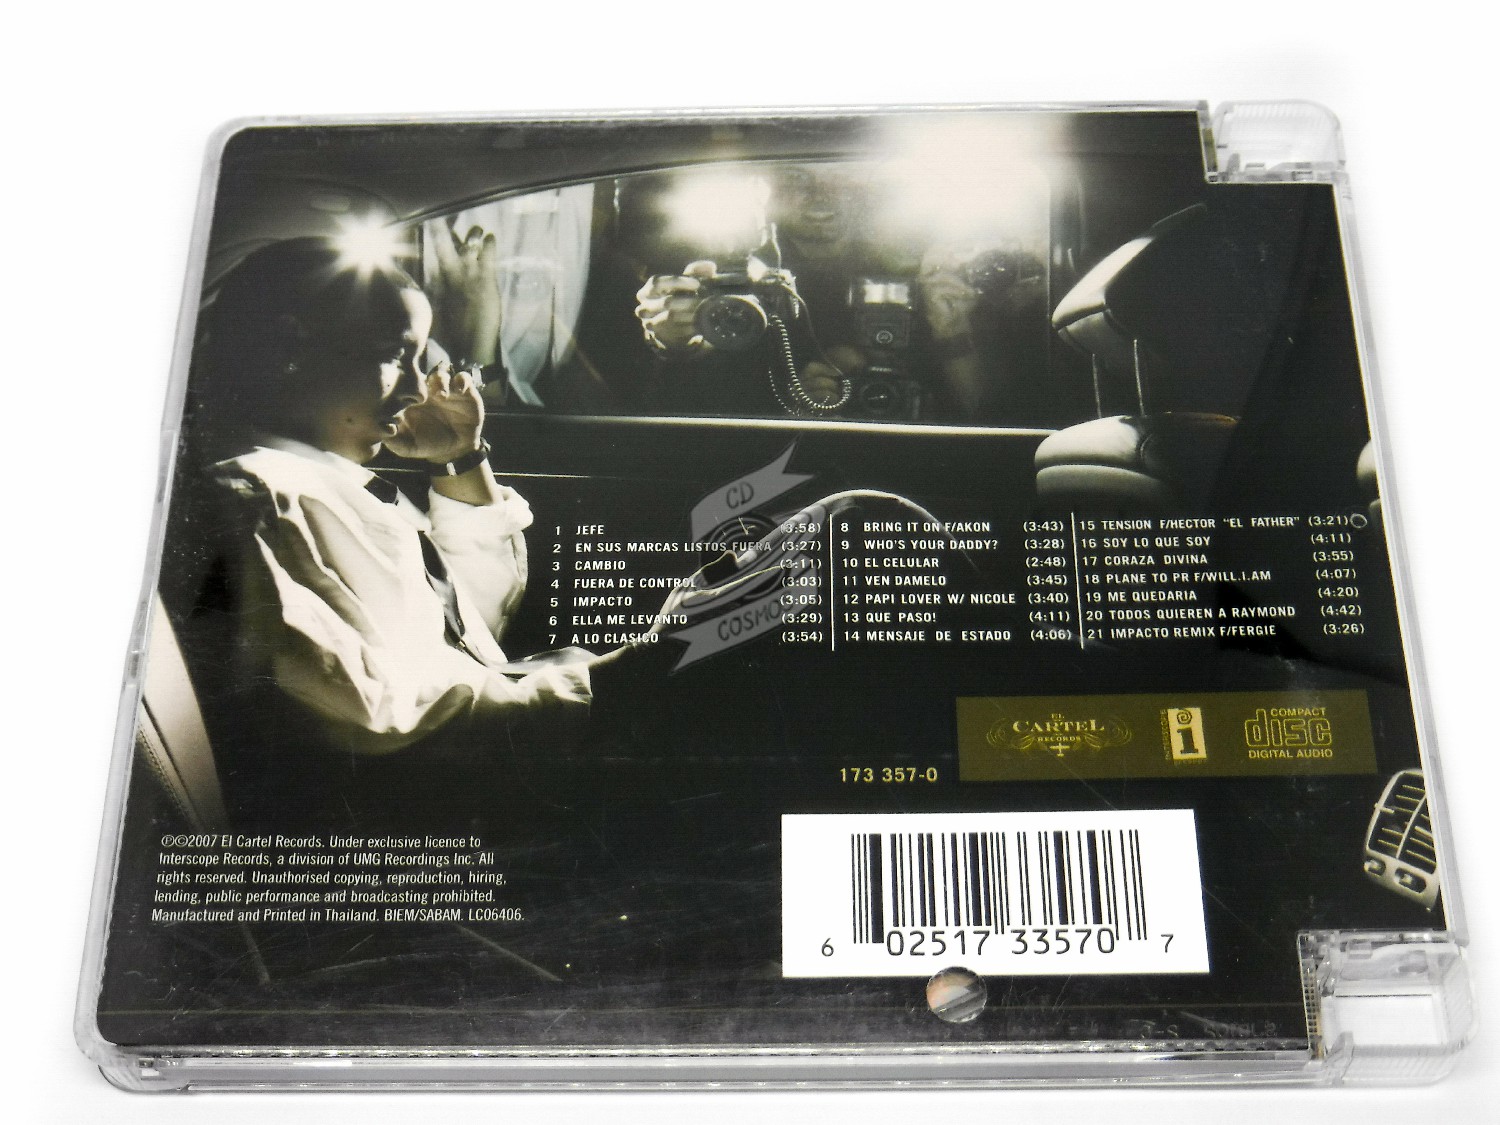 1 JEFE (3:58)
2 EN SUS MARCAS LISTOS FUERA (3:27)
3 CAMBIO (3:11)
4 FUERA DE CONTROL (3:03)
5 IMPACTO (3:05)
6 ELLA ME LEVANTO (3:29)
7 A LO CLASICO (3:54)
8 BRING IT ON F/AKON (3:43)
9 WHO'S YOUR DADDY? (3:28)
10 EL CELULAR (2:48)
11 VEN DAMELO (3:45)
12 PAPI LOVER W/ NICOLE (3:40)
13 QUE PASO! (4:11)
14 MENSAJE DE ESTADO (4:06)
15 TENSION F/HECTOR "EL FATHER" (3:21)
16 SOY LO QUE SOY (4:11)
17 CORAZA DIVINA (3:55)
18 PLANE TO PR F/WILL.I.AM (4:07)
19 ME QUEDARIA (4:20)
20 TODOS QUIEREN A RAYMOND (4:42)
21 IMPACTO REMIX F/FERGIE (3:26)
CD
COSMOS
EL
CARTEL
RECORDS
INTERSCOPE
i
COMPACT
disc
DIGITAL AUDIO
173 357-0
℗©2007 El Cartel Records. Under exclusive licence to
Interscope Records, a division of UMG Recordings Inc. All
rights reserved. Unauthorised copying, reproduction, hiring,
lending, public performance and broadcasting prohibited.
Manufactured and Printed in Thailand. BIEM/SABAM. LC06406.
6 02517 33570 7